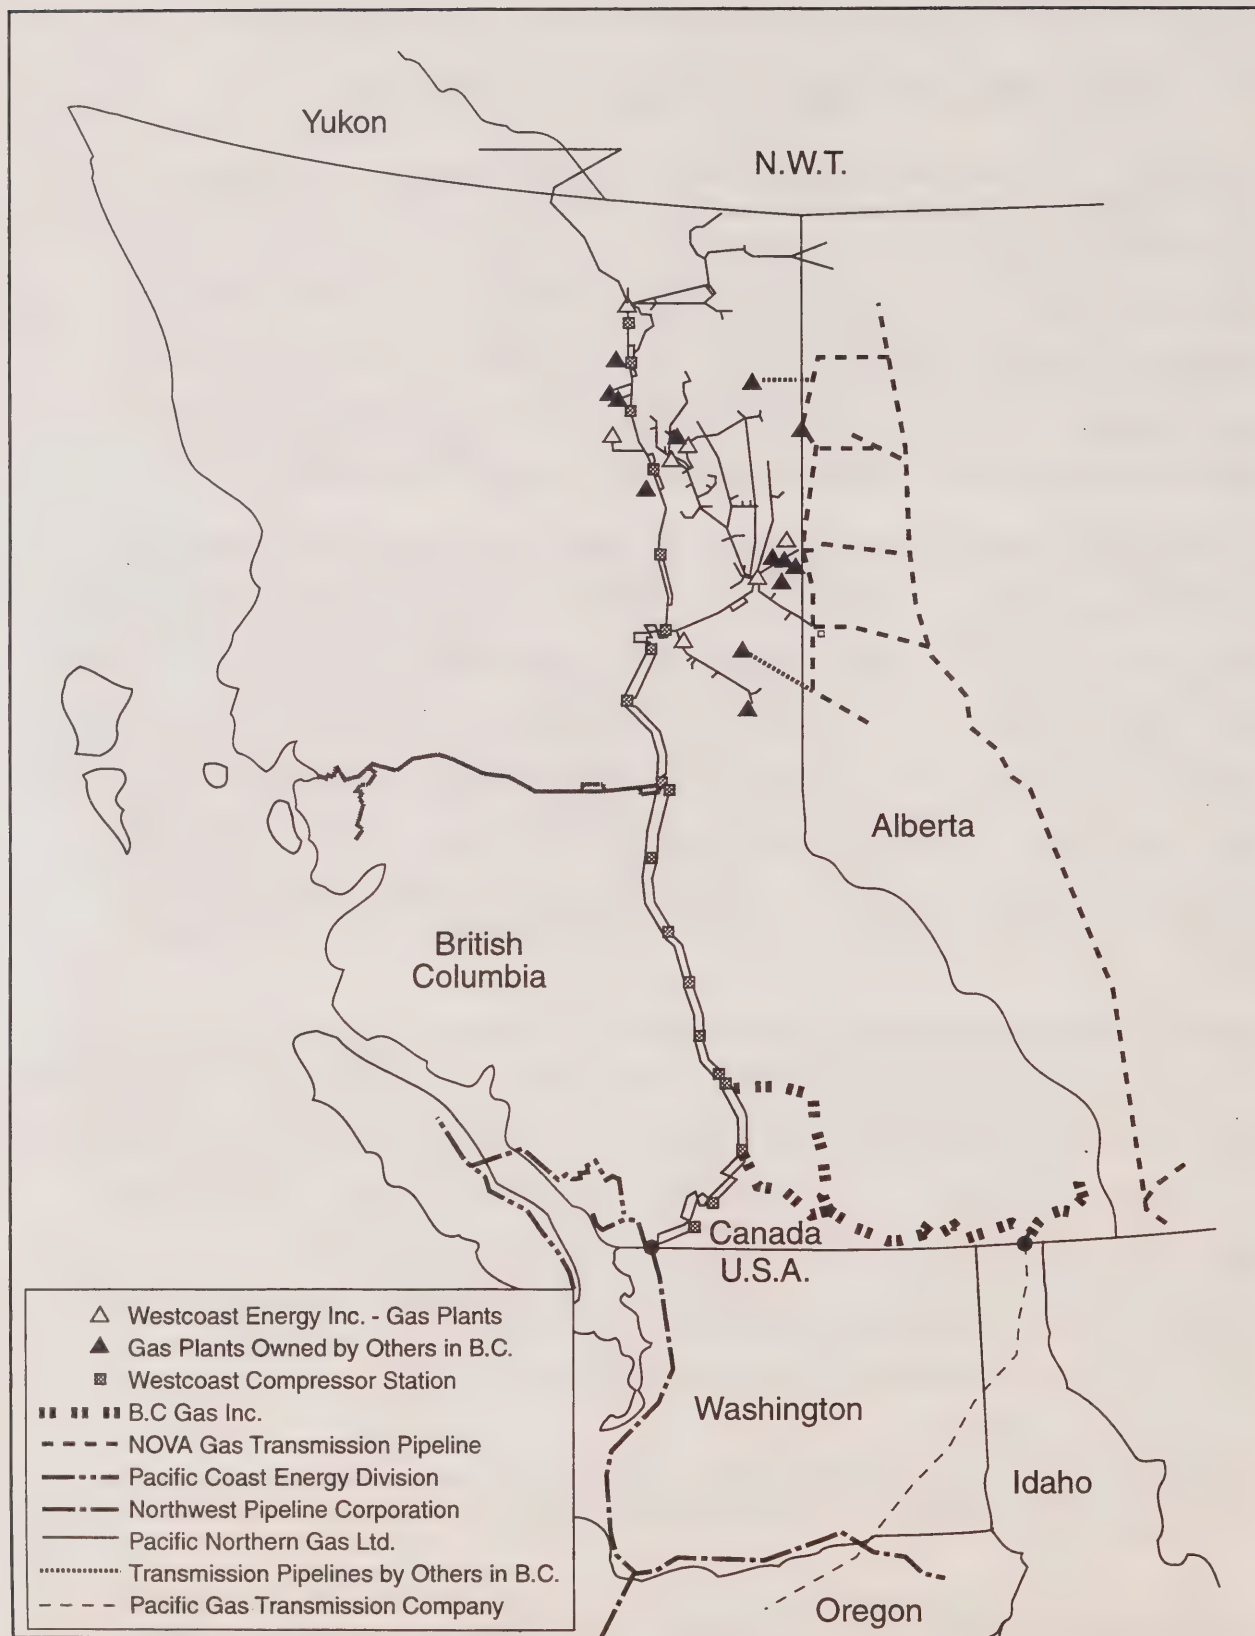 Yukon
N.W.T.
Alberta
British
Columbia
Canada
U.S.A.
Washington
Idaho
Oregon
Westcoast Energy Inc. - Gas Plants
Gas Plants Owned by Others in B.C.
Westcoast Compressor Station
B.C Gas Inc.
NOVA Gas Transmission Pipeline
Pacific Coast Energy Division
Northwest Pipeline Corporation
Pacific Northern Gas Ltd.
Transmission Pipelines by Others in B.C.
Pacific Gas Transmission Company